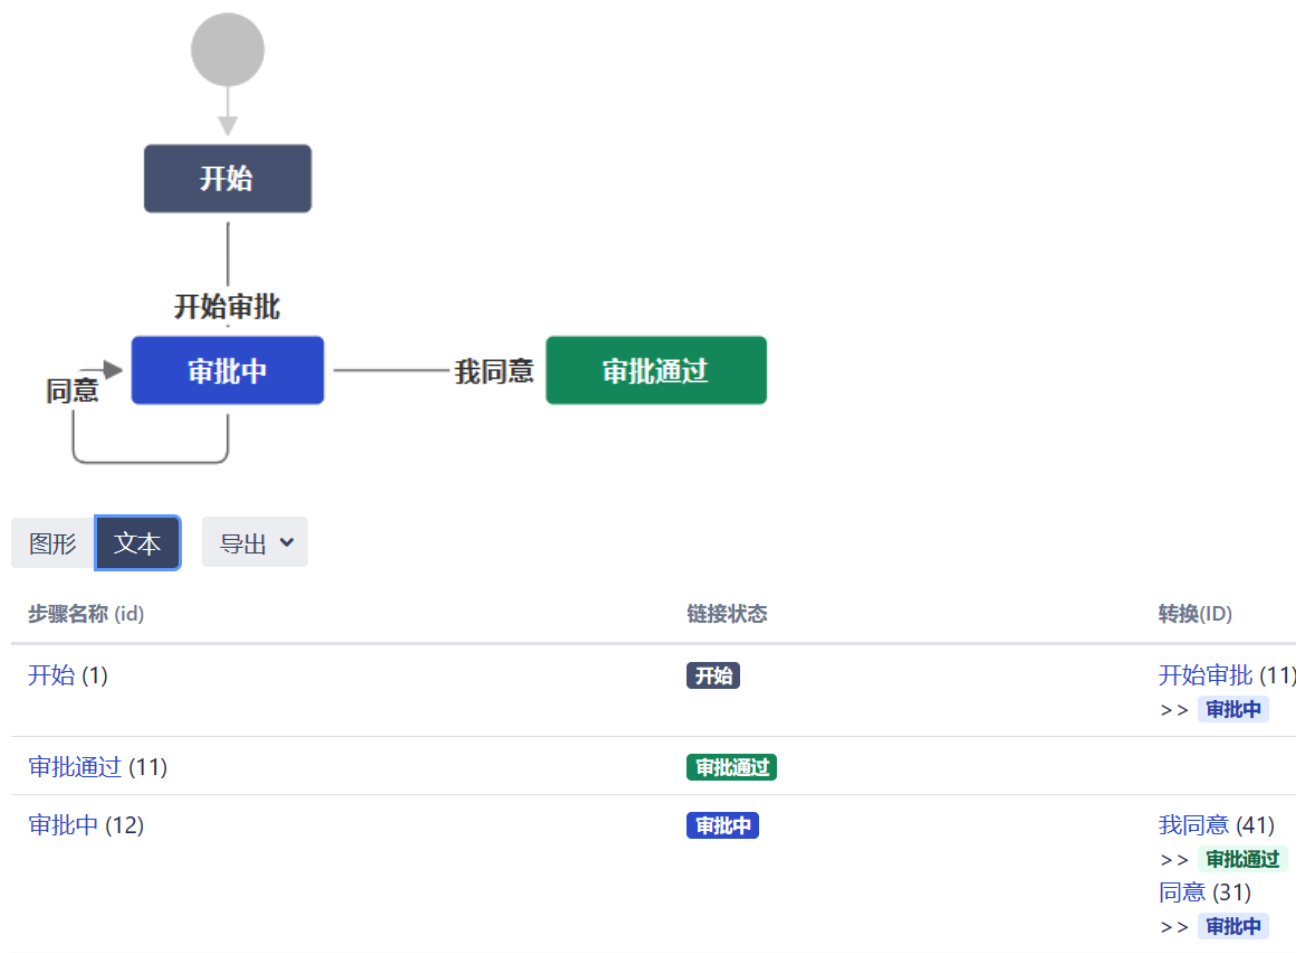 开始
开始审批
审批中
我同意
审批通过
同意
图形
文本
导出
步骤名称 (id)
链接状态
转换(ID)
开始 (1)
开始
开始审批 (11)
>> 审批中
审批通过 (11)
审批通过
审批中 (12)
审批中
我同意 (41)
>> 审批通过
同意 (31)
>> 审批中